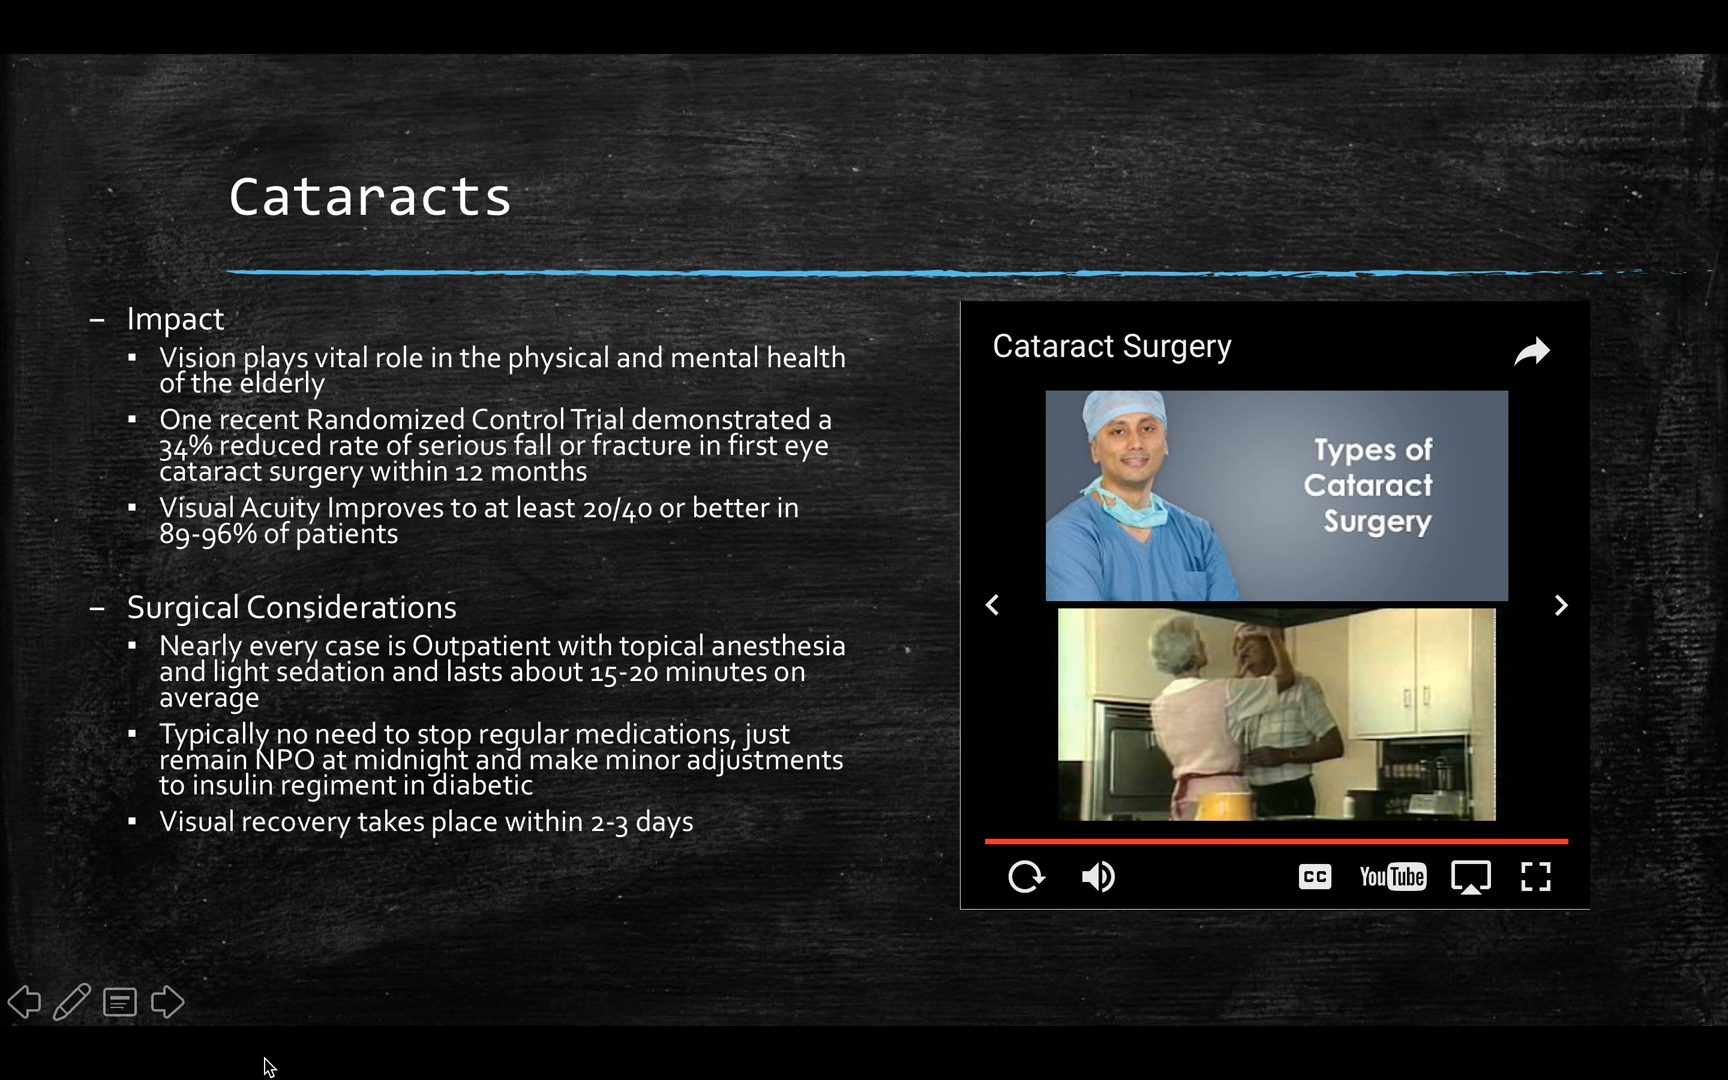 Cataracts
– Impact
▪ Vision plays vital role in the physical and mental health
of the elderly
▪ One recent Randomized Control Trial demonstrated a
34% reduced rate of serious fall or fracture in first eye
cataract surgery within 12 months
▪ Visual Acuity Improves to at least 20/40 or better in
89-96% of patients
– Surgical Considerations
▪ Nearly every case is Outpatient with topical anesthesia
and light sedation and lasts about 15-20 minutes on
average
▪ Typically no need to stop regular medications, just
remain NPO at midnight and make minor adjustments
to insulin regiment in diabetic
▪ Visual recovery takes place within 2-3 days
Cataract Surgery
Types of
Cataract
Surgery
CC YouTube